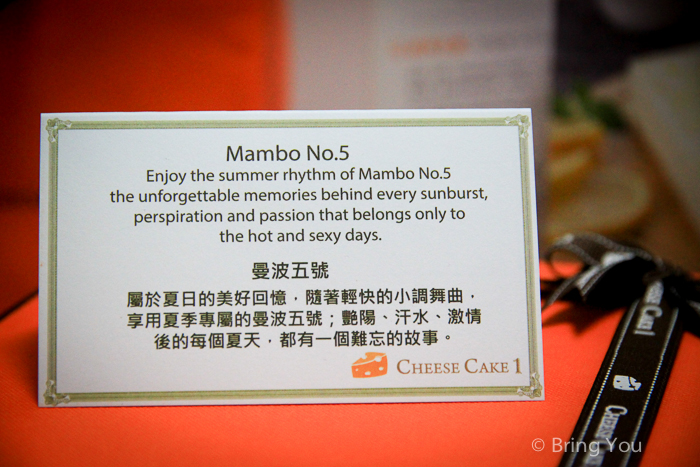 Mambo No.5
Enjoy the summer rhythm of Mambo No.5
the unforgettable memories behind every sunburst,
perspiration and passion that belongs only to
the hot and sexy days.
曼波五號
屬於夏日的美好回憶，隨著輕快的小調舞曲，
享用夏季專屬的曼波五號；艷陽、汗水、激情
後的每個夏天，都有一個難忘的故事。
CHEESE CAKE 1
CHEESE CAKE 1
CHEESE
© Bring You